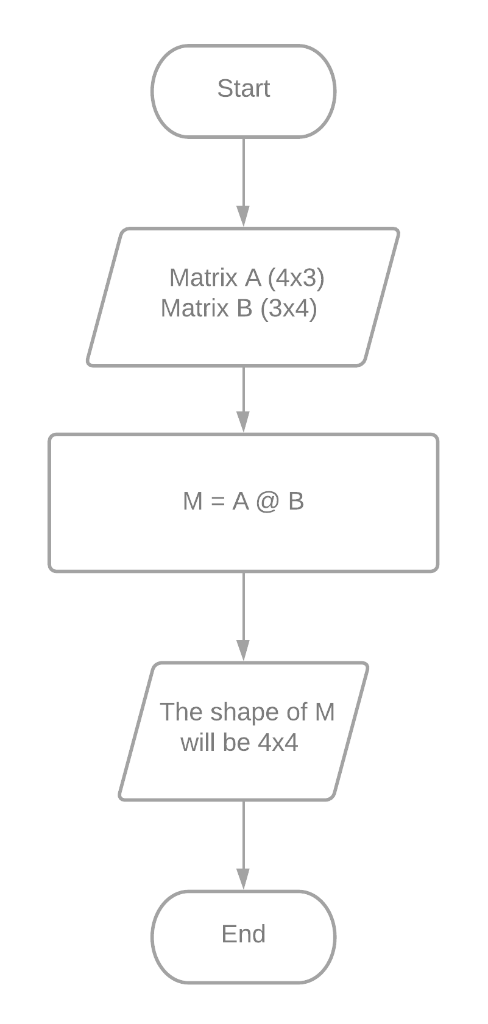 Start
Matrix A (4x3)
Matrix B (3x4)
M = A @ B
The shape of M
will be 4x4
End